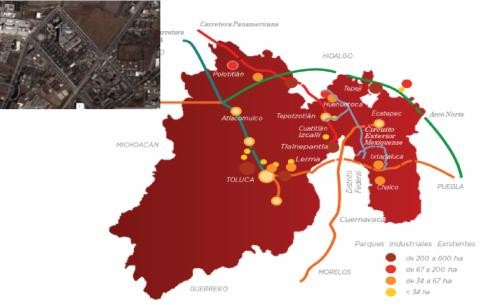 Carretera Panamericana
Carretera
HIDALGO
Polotitlán
Tepeji
Huehuetoca
Arco Norte
Atlacomulco
Tepotzotlán
Ecatepec
Cuatitlán
Izcalli
Circuito
Exterior
Mexiquense
MICHOACÁN
Tlalnepantla
Lerma
Ixtapaluca
TOLUCA
Distrito
Federal
Chalco
PUEBLA
Cuernavaca
Parques industriales Existentes
de 200 a 600 ha
MORELOS
de 67 a 200 ha
de 34 a 67 ha
GUERRERO
< 34 ha